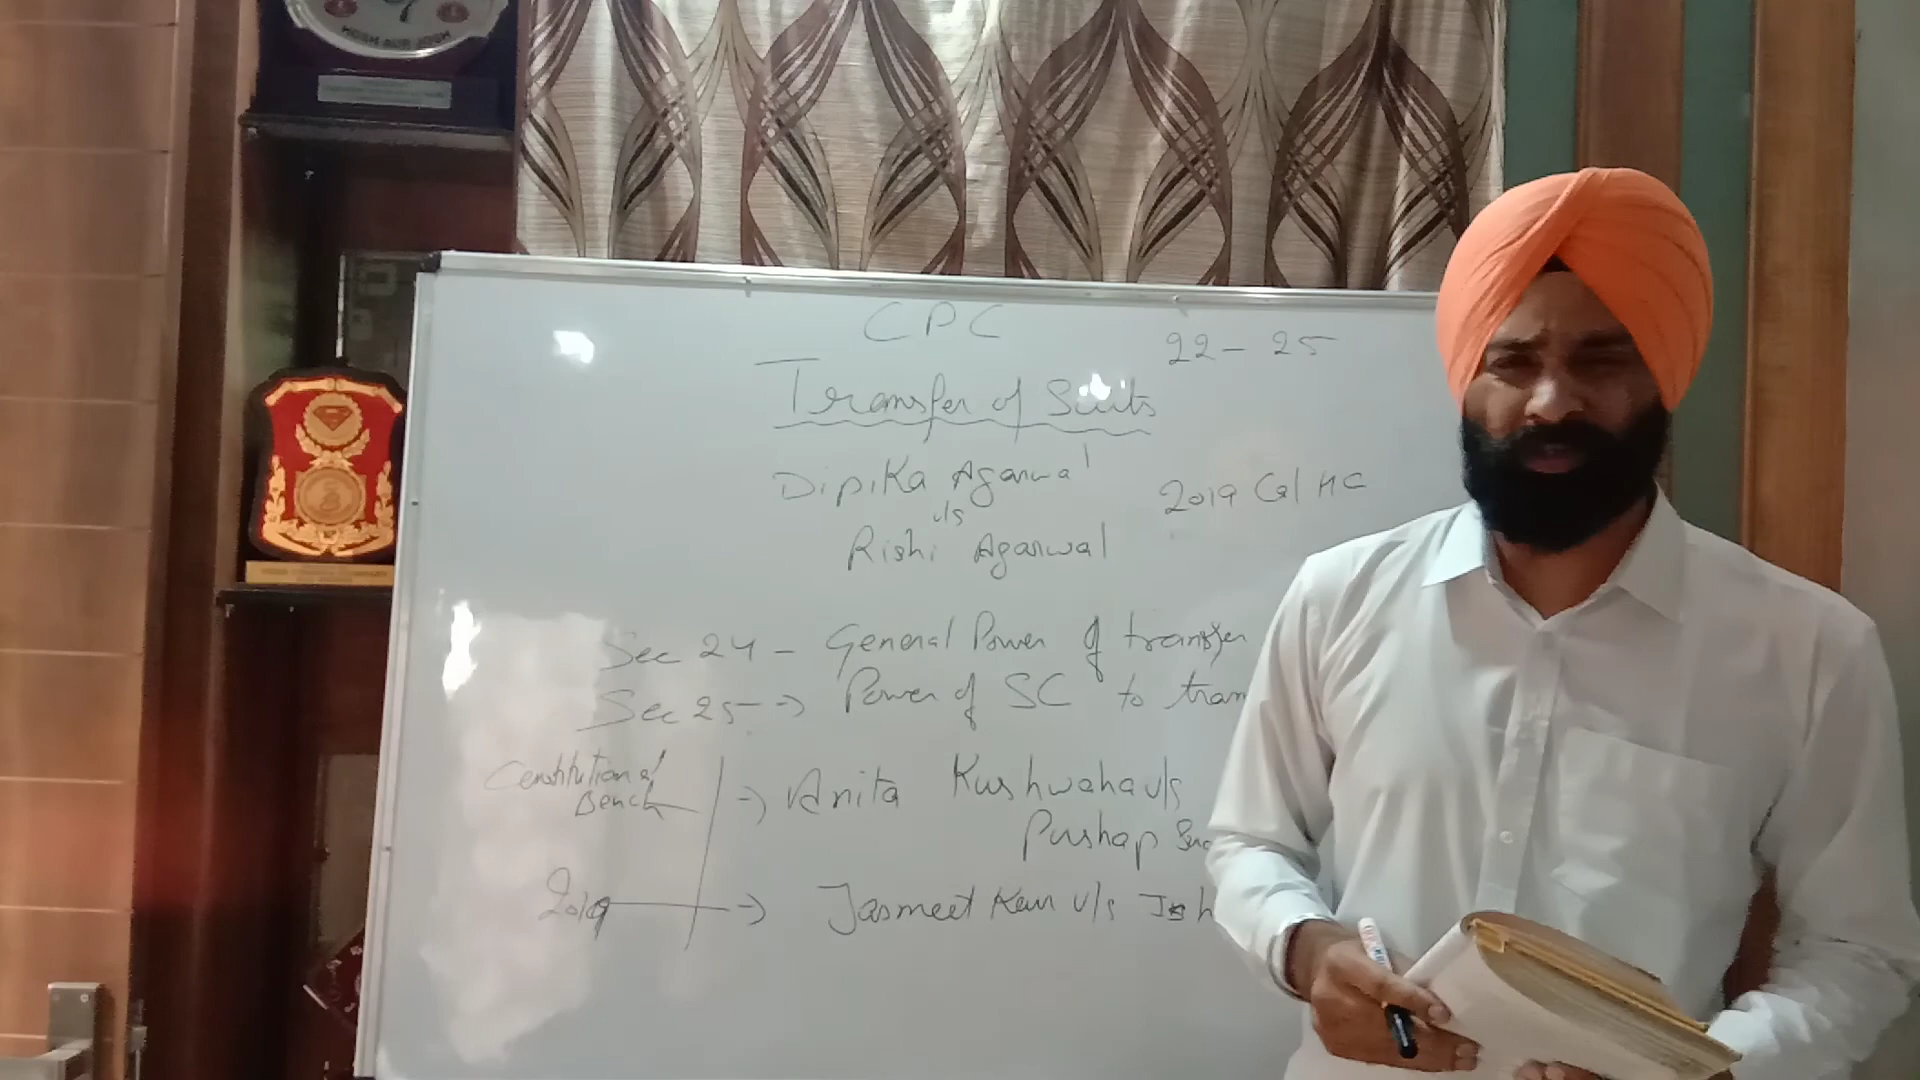 CPC
22 - 25
Transfer of Suits
Dipika Agarwal
2019 Cal HC
v/s
Rishi Agarwal
Sec 24 - General Power of transfer
Sec 25 -> Power of SC to tran
Constitutional
Bench
-> Anita Kushwaha v/s
Pushap
2019 -> Jasmeet Kaur v/s